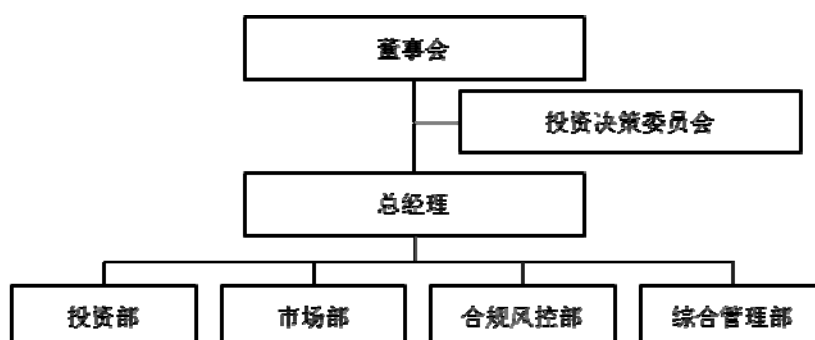 董事会
投资决策委员会
总经理
投资部
市场部
合规风控部
综合管理部